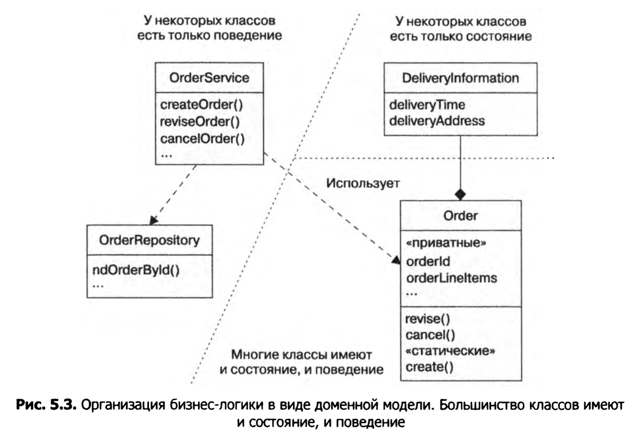 У некоторых классов
есть только поведение
У некоторых классов
есть только состояние
OrderService
createOrder()
reviseOrder()
cancelOrder()
...
DeliveryInformation
deliveryTime
deliveryAddress
Использует
OrderRepository
ndOrderById()
...
Order
«приватные»
orderId
orderLineItems
...
revise()
cancel()
«статические»
create()
Многие классы имеют
и состояние, и поведение
Рис. 5.3. Организация бизнес-логики в виде доменной модели. Большинство классов имеют
и состояние, и поведение